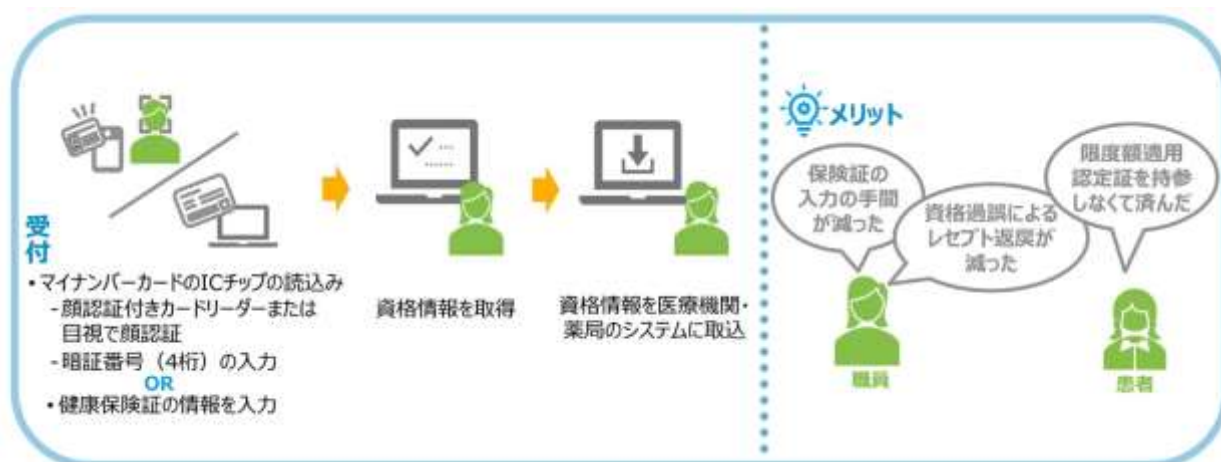 受
付
・マイナンバーカードのICチップの読込み
-顔認証付きカードリーダーまたは
目視で顔認証
-暗証番号（4桁）の入力
OR
・健康保険証の情報を入力
資格情報を取得
資格情報を医療機関・
薬局のシステムに取込
メリット
保険証の
入力の手間
が減った
資格過誤による
レセプト返戻が
減った
限度額適用
認定証を持参
しなくて済んだ
職員
患者